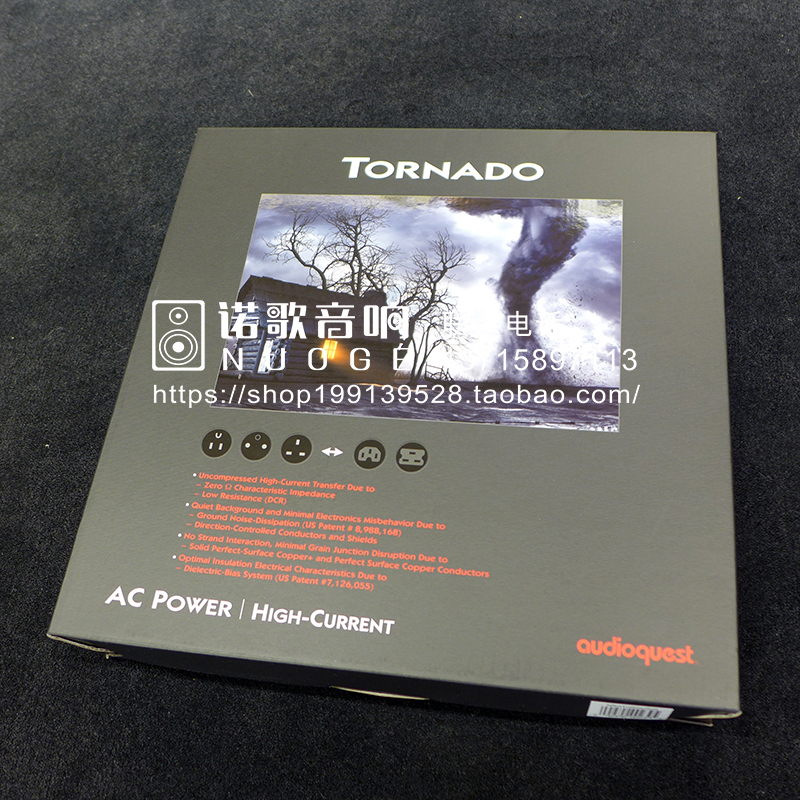 TORNADO
诺歌音响
NUOGE
https://shop199139528.taobao.com/
• Uncompressed High-Current Transfer Due to
– Zero Ω Characteristic Impedance
– Low Resistance (DCR)
• Quiet Background and Minimal Electronics Misbehavior Due to
– Ground Noise-Dissipation (US Patent # 8,988,168)
– Direction-Controlled Conductors and Shields
• No Strand Interaction, Minimal Grain Junction Disruption Due to
– Solid Perfect-Surface Copper+ and Perfect Surface Copper Conductors
• Optimal Insulation Electrical Characteristics Due to
– Dielectric-Bias System (US Patent #7,126,055)
AC POWER | HIGH-CURRENT
audioquest